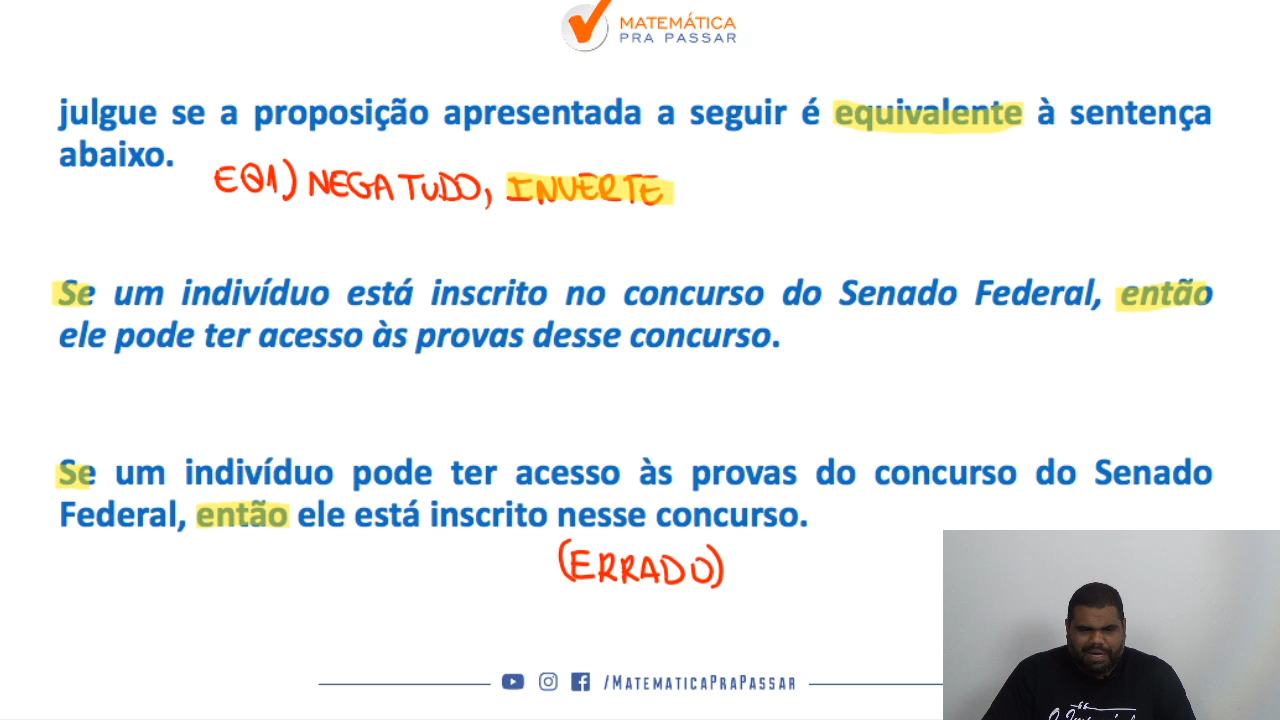 MATEMÁTICA
PRA PASSAR
julgue se a proposição apresentada a seguir é equivalente à sentença
abaixo.
EQ1) NEGA TUDO, INVERTE
Se um indivíduo está inscrito no concurso do Senado Federal, então
ele pode ter acesso às provas desse concurso.
Se um indivíduo pode ter acesso às provas do concurso do Senado
Federal, então ele está inscrito nesse concurso.
(ERRADO)
/MATEMATICAPRAPASSAR